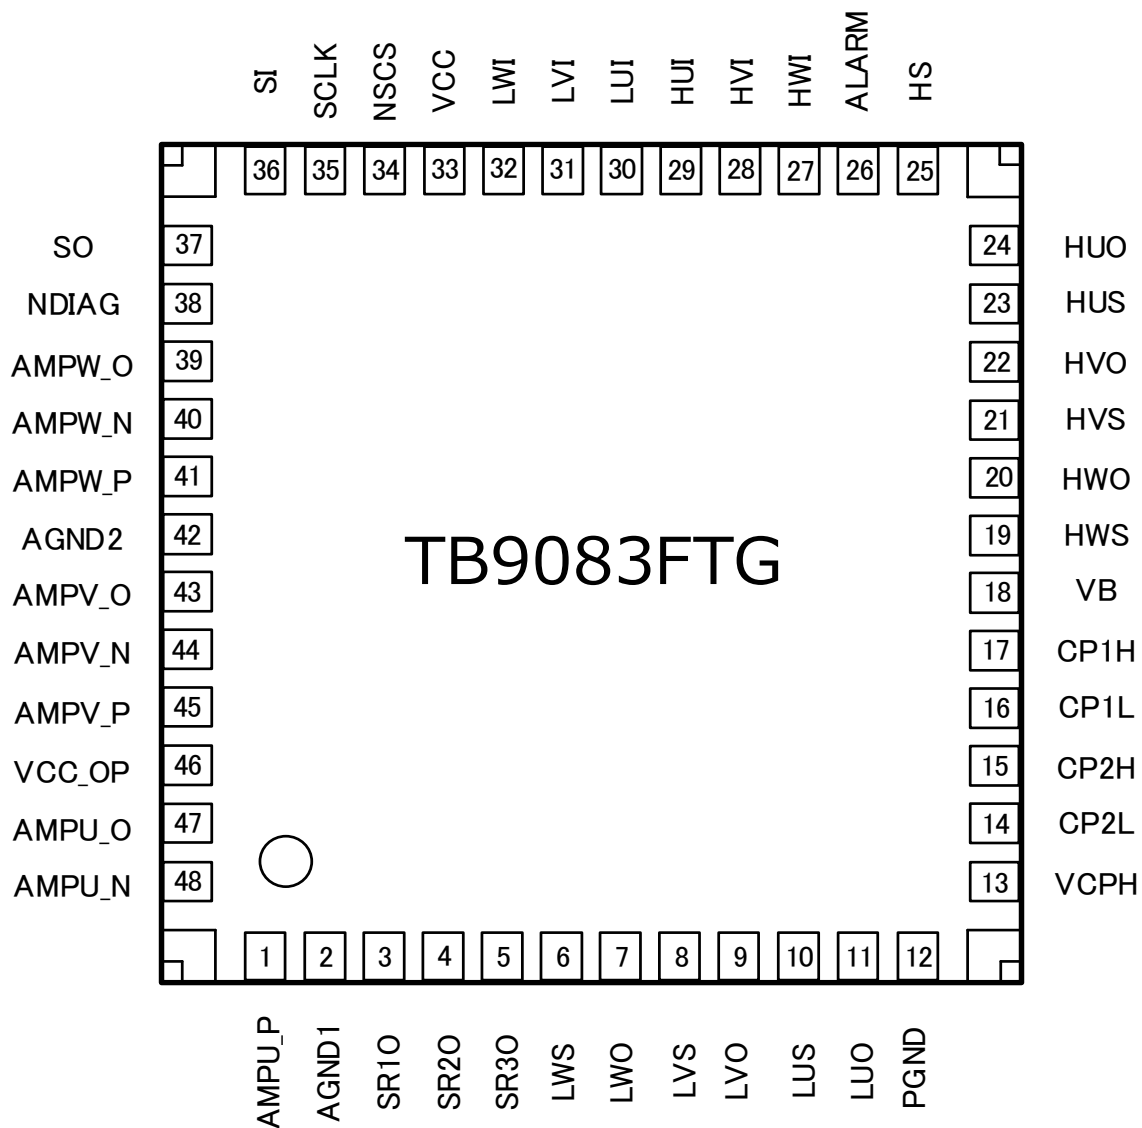 SI
SCLK
NSCS
VCC
LWI
LVI
LUI
HUI
HVI
HWI
ALARM
HS
36 35 34 33 32 31 30 29 28 27 26 25
SO 37 24 HUO
NDIAG 38 23 HUS
AMPW_O 39 22 HVO
AMPW_N 40 21 HVS
AMPW_P 41 20 HWO
AGND2 42 19 HWS
TB9083FTG
AMPV_O 43 18 VB
AMPV_N 44 17 CP1H
AMPV_P 45 16 CP1L
VCC_OP 46 15 CP2H
AMPU_O 47 14 CP2L
AMPU_N 48 13 VCPH
1 2 3 4 5 6 7 8 9 10 11 12
AMPU_P
AGND1
SR1O
SR2O
SR3O
LWS
LWO
LVS
LVO
LUS
LUO
PGND